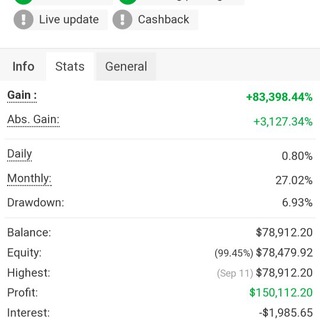 Live update
Cashback
Info
Stats
General
Gain : +83,398.44%
Abs. Gain: +3,127.34%
Daily 0.80%
Monthly: 27.02%
Drawdown: 6.93%
Balance: $78,912.20
Equity: (99.45%) $78,479.92
Highest: (Sep 11) $78,912.20
Profit: $150,112.20
Interest: -$1,985.65